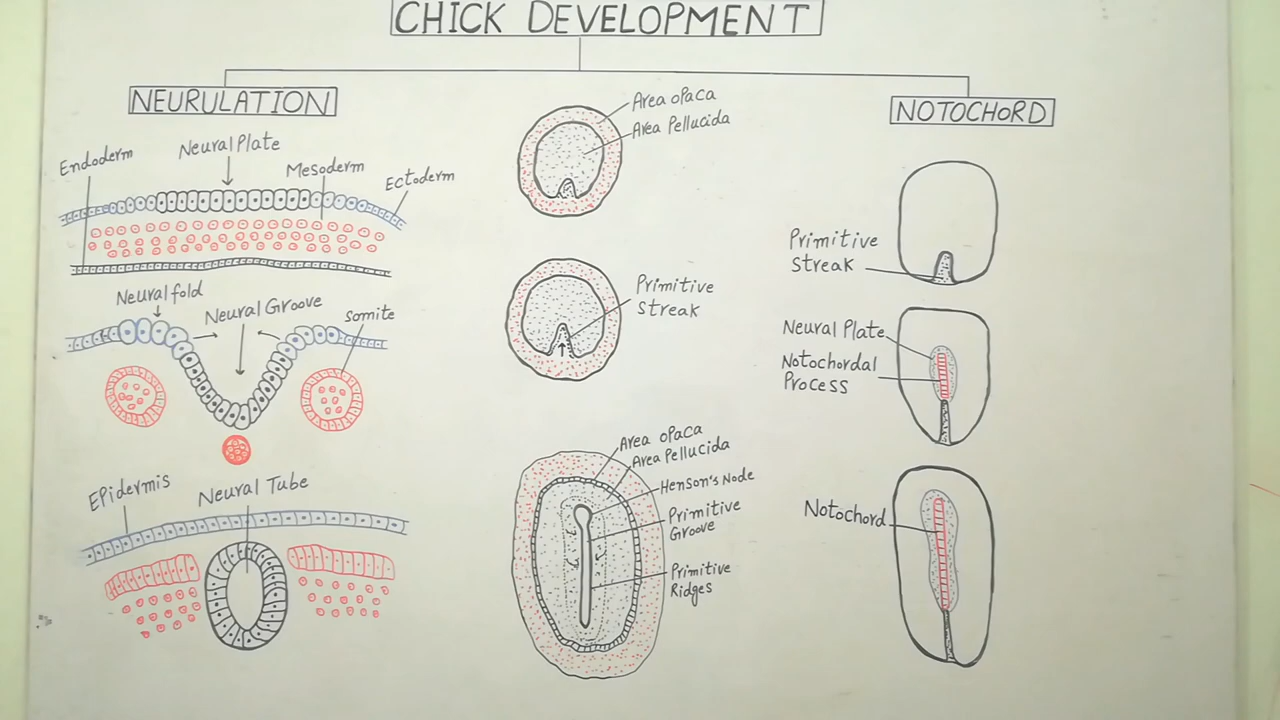 CHICK DEVELOPMENT
NEURULATION
Endoderm
Neural Plate
Mesoderm
Ectoderm
Neural fold
Neural Groove
Somite
Epidermis
Neural Tube
Area opaca
Area Pellucida
Primitive
Streak
Area opaca
Area Pellucida
Henson's Node
Primitive
Groove
Primitive
Ridges
NOTOCHORD
Primitive
Streak
Neural Plate
Notochordal
Process
Notochord